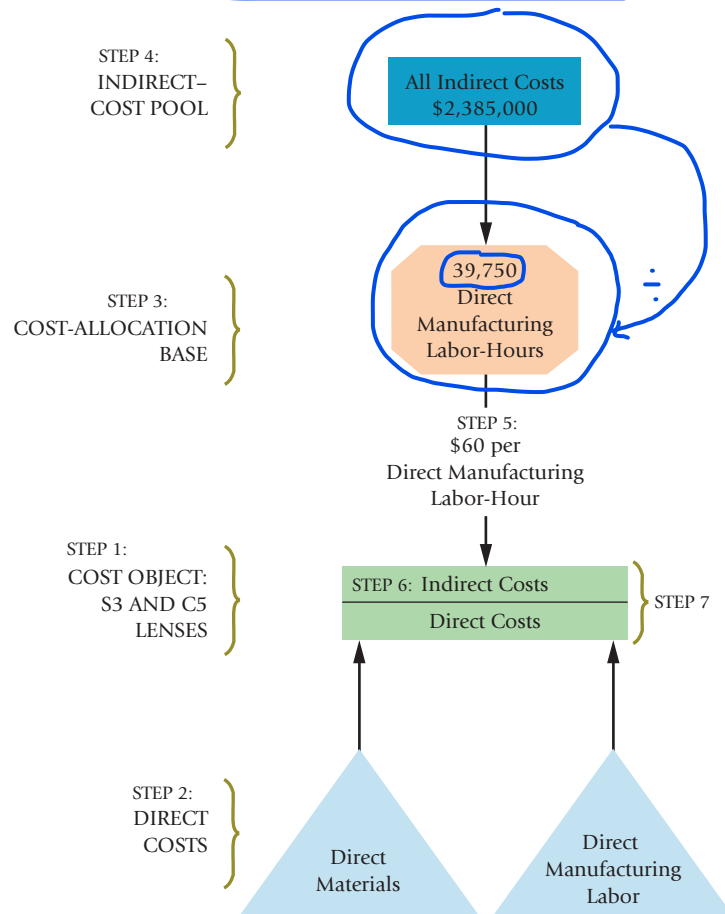 STEP 4:
INDIRECT–
COST POOL
All Indirect Costs
$2,385,000
STEP 3:
COST-ALLOCATION
BASE
39,750
Direct
Manufacturing
Labor-Hours
÷
STEP 5:
$60 per
Direct Manufacturing
Labor-Hour
STEP 1:
COST OBJECT:
S3 AND C5
LENSES
STEP 6: Indirect Costs
Direct Costs
STEP 7
STEP 2:
DIRECT
COSTS
Direct
Materials
Direct
Manufacturing
Labor